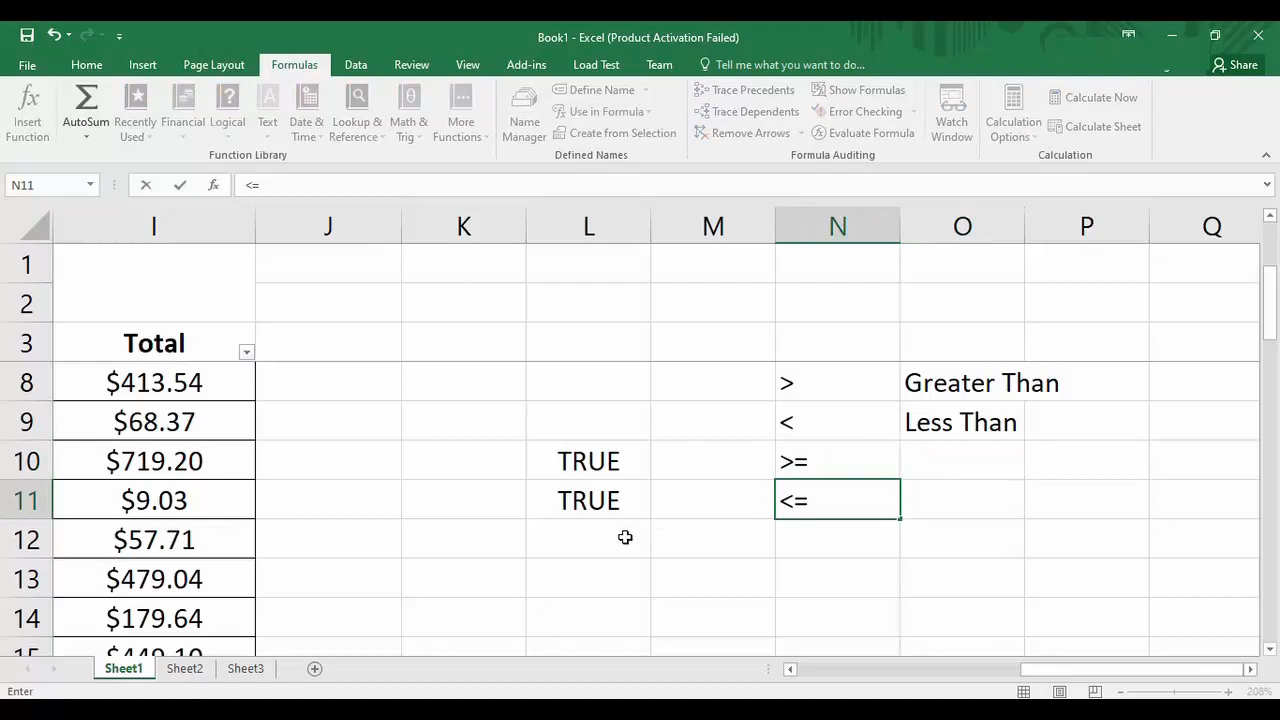 Book1 - Excel (Product Activation Failed)
File Home Insert Page Layout Formulas Data Review View Add-ins Load Test Team Tell me what you want to do... Share
Insert Function
AutoSum
Recently Used
Financial
Logical
Text
Date & Time
Lookup & Reference
Math & Trig
More Functions
Function Library
Name Manager
Define Name
Use in Formula
Create from Selection
Defined Names
Trace Precedents
Trace Dependents
Remove Arrows
Show Formulas
Error Checking
Evaluate Formula
Formula Auditing
Watch Window
Calculation Options
Calculate Now
Calculate Sheet
Calculation
N11 fx <=
I J K L M N O P Q
1
2
3 Total
8 $413.54 > Greater Than
9 $68.37 < Less Than
10 $719.20 TRUE >=
11 $9.03 TRUE <=
12 $57.71
13 $479.04
14 $179.64
15 $449.10
Sheet1 Sheet2 Sheet3
Enter 208%